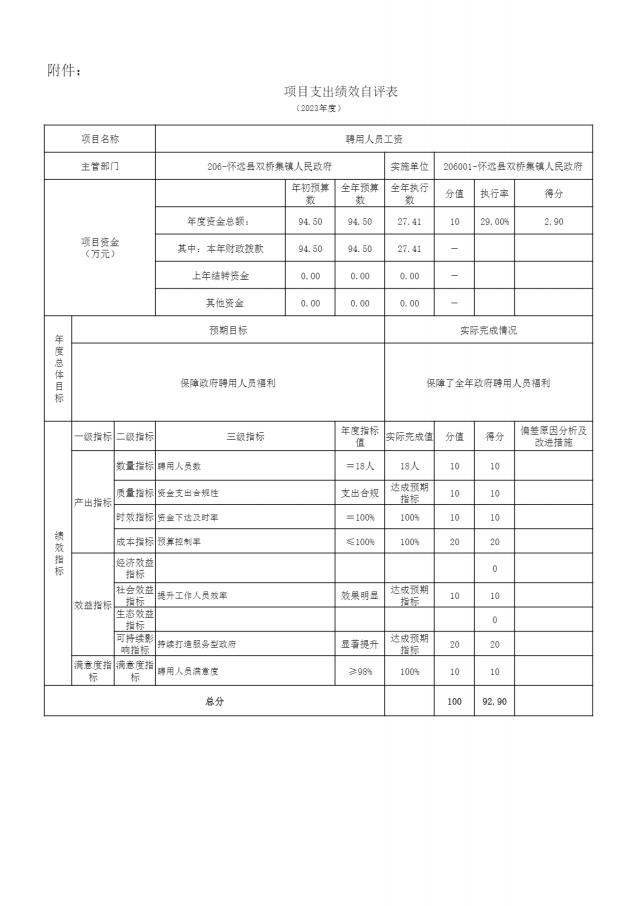 附件：
项目支出绩效自评表
（2023年度）
项目名称 聘用人员工资
主管部门 206-怀远县双桥集镇人民政府 实施单位 206001-怀远县双桥集镇人民政府
项目资金（万元） 年初预算数 全年预算数 全年执行数 分值 执行率 得分
年度资金总额： 94.50 94.50 27.41 10 29.00% 2.90
其中：本年财政拨款 94.50 94.50 27.41 －
上年结转资金 0.00 0.00 0.00 －
其他资金 0.00 0.00 0.00 －
年度总体目标 预期目标 实际完成情况
保障政府聘用人员福利 保障了全年政府聘用人员福利
绩效指标 一级指标 二级指标 三级指标 年度指标值 实际完成值 分值 得分 偏差原因分析及改进措施
产出指标 数量指标 聘用人员数 ＝18人 18人 10 10
质量指标 资金支出合规性 支出合规 达成预期指标 10 10
时效指标 资金下达及时率 ＝100% 100% 10 10
成本指标 预算控制率 ≤100% 100% 20 20
效益指标 经济效益指标 0
社会效益指标 提升工作人员效率 效果明显 达成预期指标 10 10
生态效益指标 0
可持续影响指标 持续打造服务型政府 显著提升 达成预期指标 20 20
满意度指标 满意度指标 聘用人员满意度 ≥98% 100% 10 10
总分 100 92.90